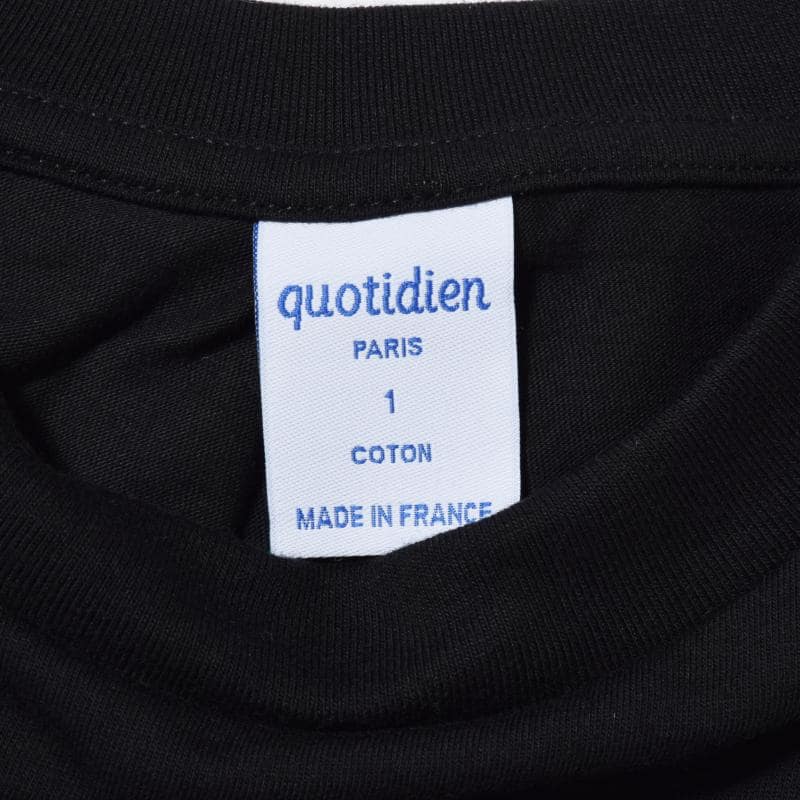 quotidien
PARIS
1
COTON
MADE IN FRANCE